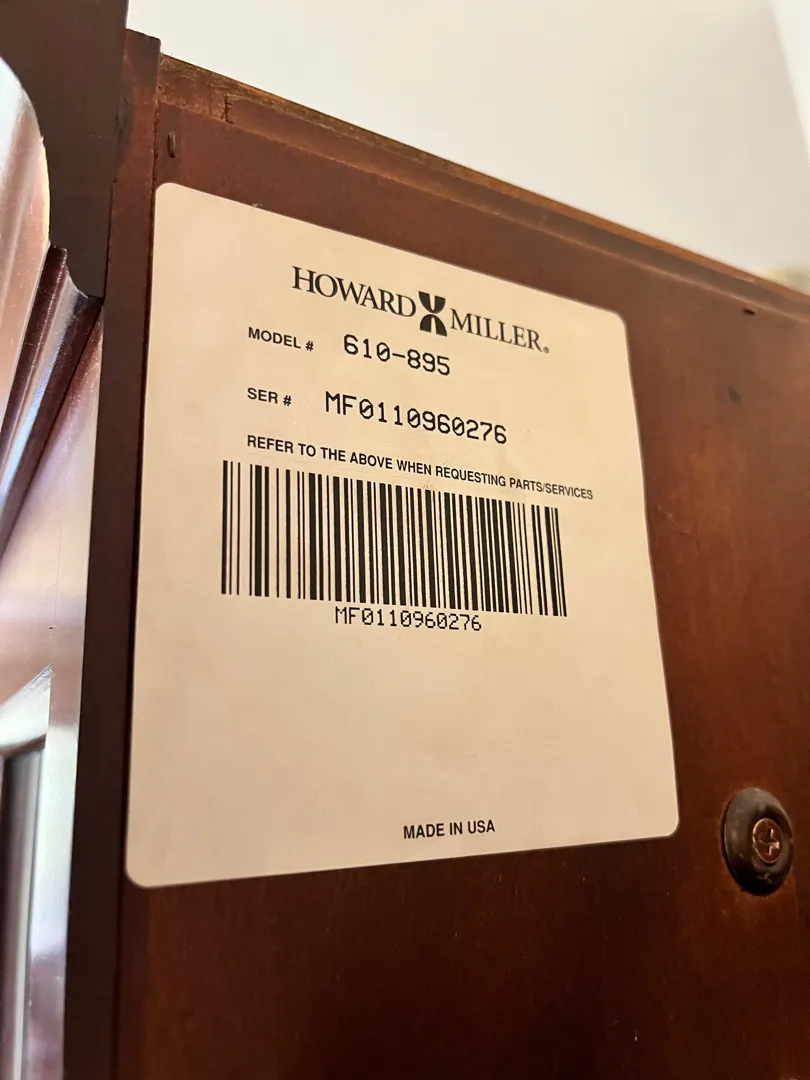 HOWARD MILLER®
MODEL # 610-895
SER # MF0110960276
REFER TO THE ABOVE WHEN REQUESTING PARTS/SERVICES
MF0110960276
MADE IN USA